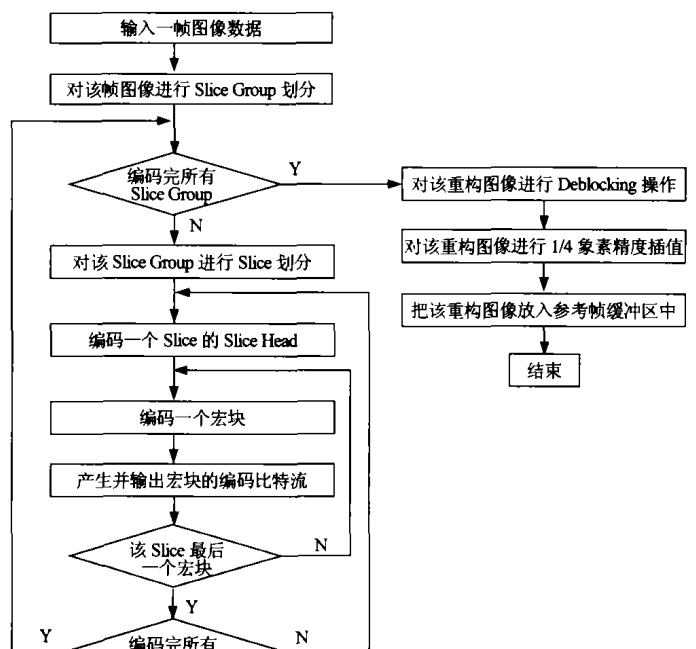 输入一帧图像数据
对该帧图像进行 Slice Group 划分
编码完所有
Slice Group
Y
N
对该 Slice Group 进行 Slice 划分
编码一个 Slice 的 Slice Head
编码一个宏块
产生并输出宏块的编码比特流
该 Slice 最后
一个宏块
N
Y
编码完所有
Y
N
对该重构图像进行 Deblocking 操作
对该重构图像进行 1/4 象素精度插值
把该重构图像放入参考帧缓冲区中
结束